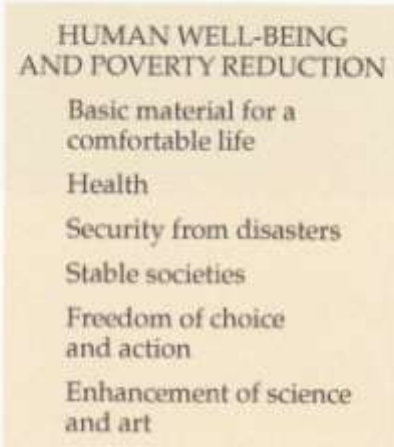 HUMAN WELL-BEING
AND POVERTY REDUCTION
Basic material for a
comfortable life
Health
Security from disasters
Stable societies
Freedom of choice
and action
Enhancement of science
and art